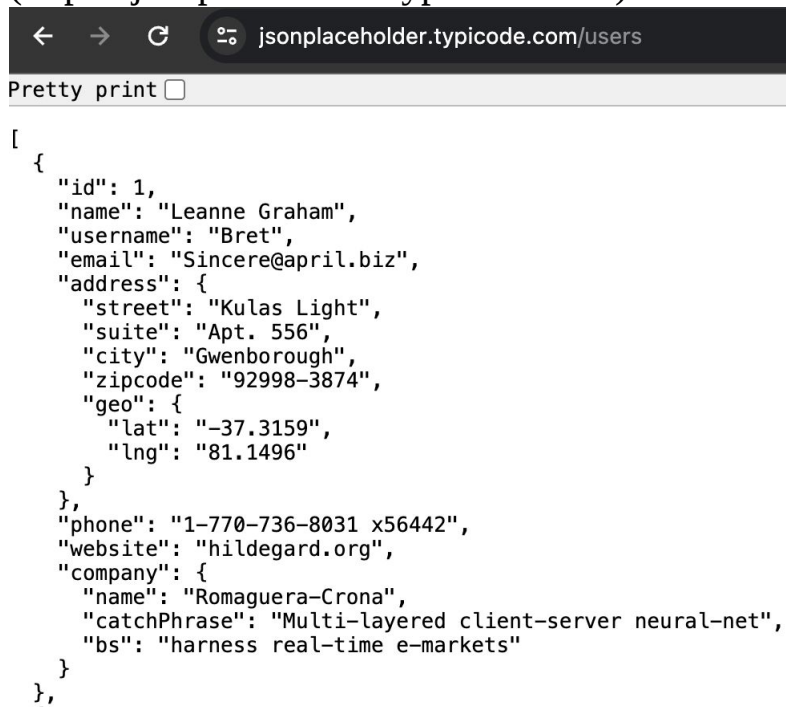 jsonplaceholder.typicode.com/users
Pretty print
[
{
"id": 1,
"name": "Leanne Graham",
"username": "Bret",
"email": "Sincere@april.biz",
"address": {
"street": "Kulas Light",
"suite": "Apt. 556",
"city": "Gwenborough",
"zipcode": "92998-3874",
"geo": {
"lat": "-37.3159",
"lng": "81.1496"
}
},
"phone": "1-770-736-8031 x56442",
"website": "hildegard.org",
"company": {
"name": "Romaguera-Crona",
"catchPhrase": "Multi-layered client-server neural-net",
"bs": "harness real-time e-markets"
}
},